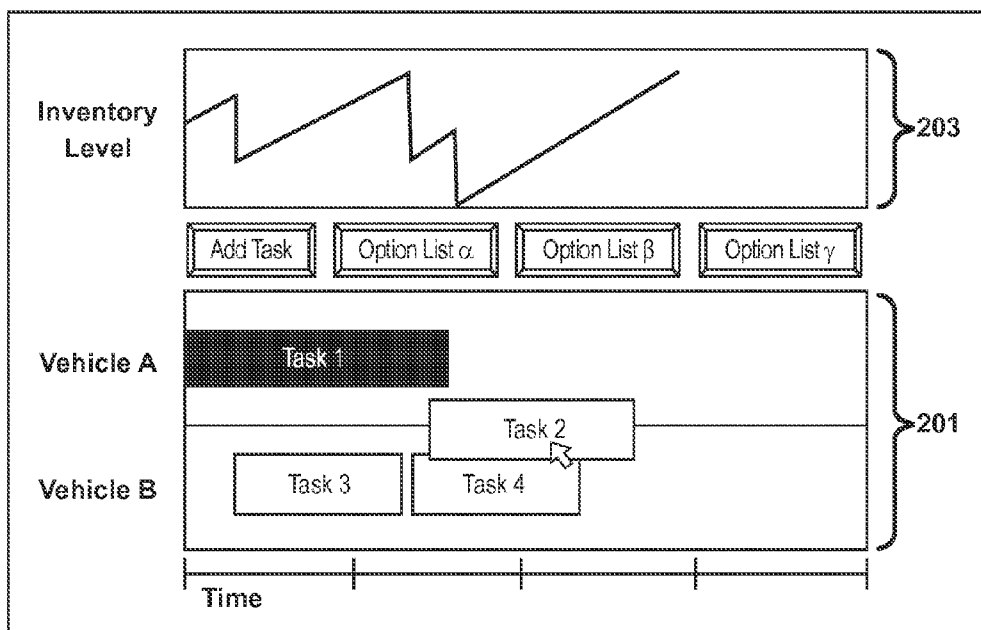 Inventory
Level
203
Add Task
Option List α
Option List β
Option List γ
Vehicle A
Task 1
Task 2
201
Vehicle B
Task 3
Task 4
Time